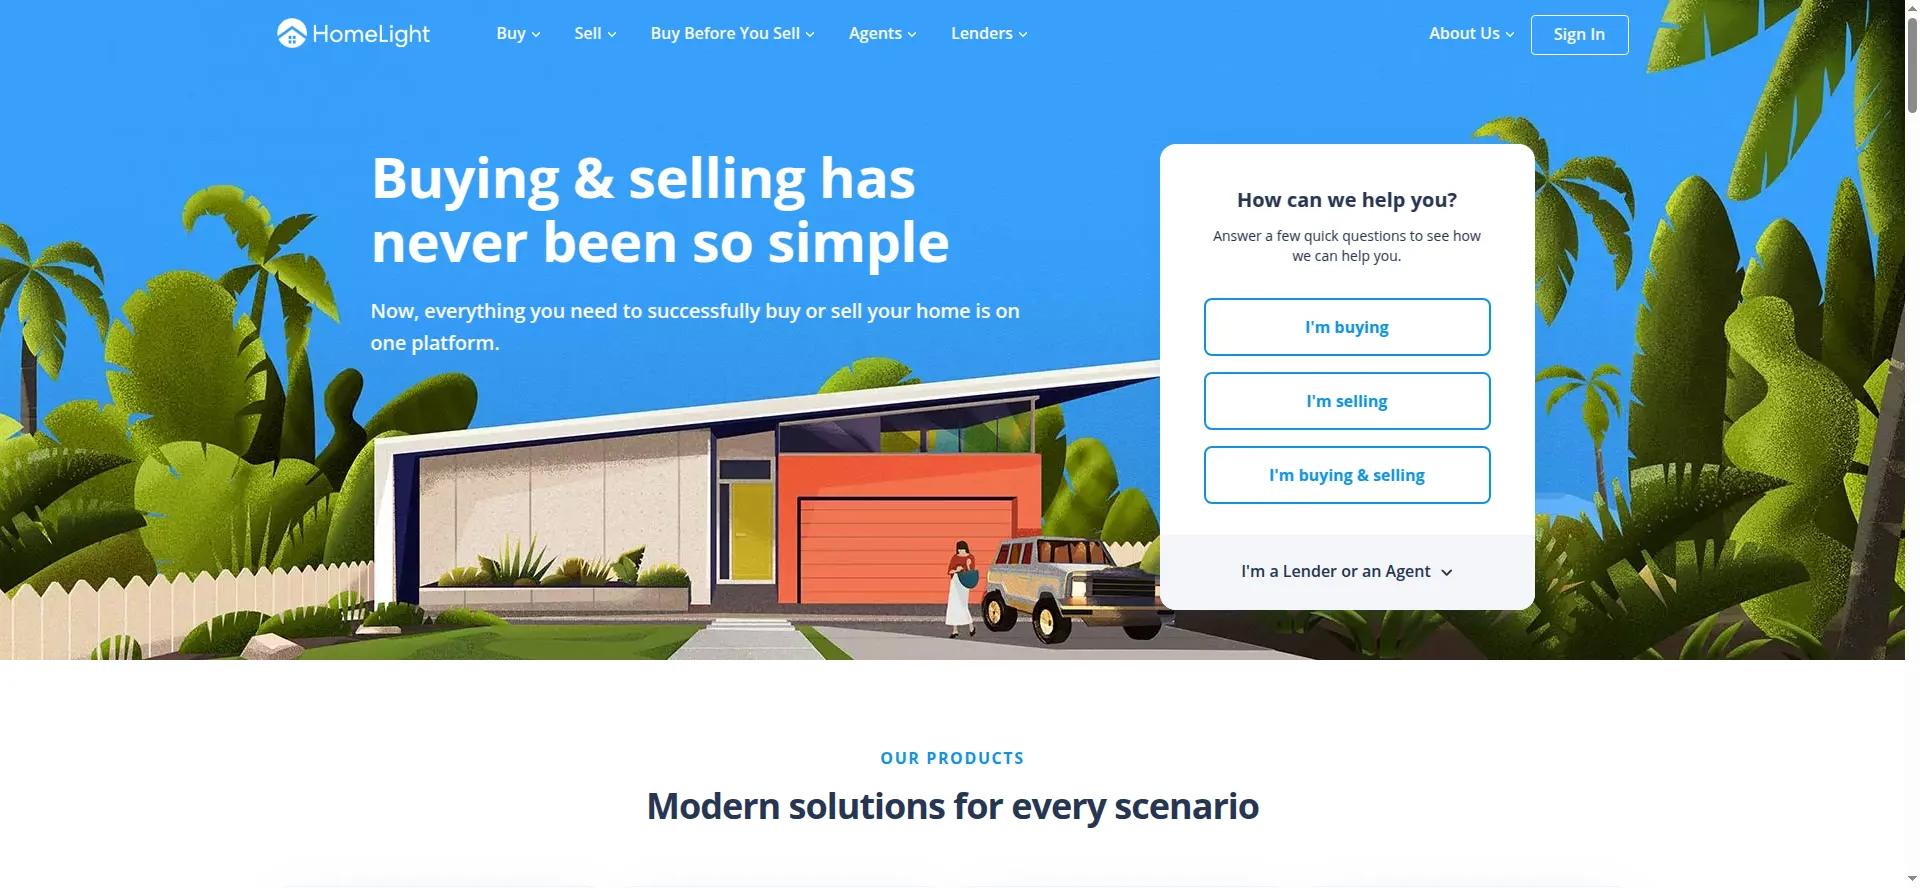 HomeLight
Buy
Sell
Buy Before You Sell
Agents
Lenders
About Us
Sign In
Buying & selling has
never been so simple
Now, everything you need to successfully buy or sell your home is on
one platform.
How can we help you?
Answer a few quick questions to see how
we can help you.
I'm buying
I'm selling
I'm buying & selling
I'm a Lender or an Agent
OUR PRODUCTS
Modern solutions for every scenario